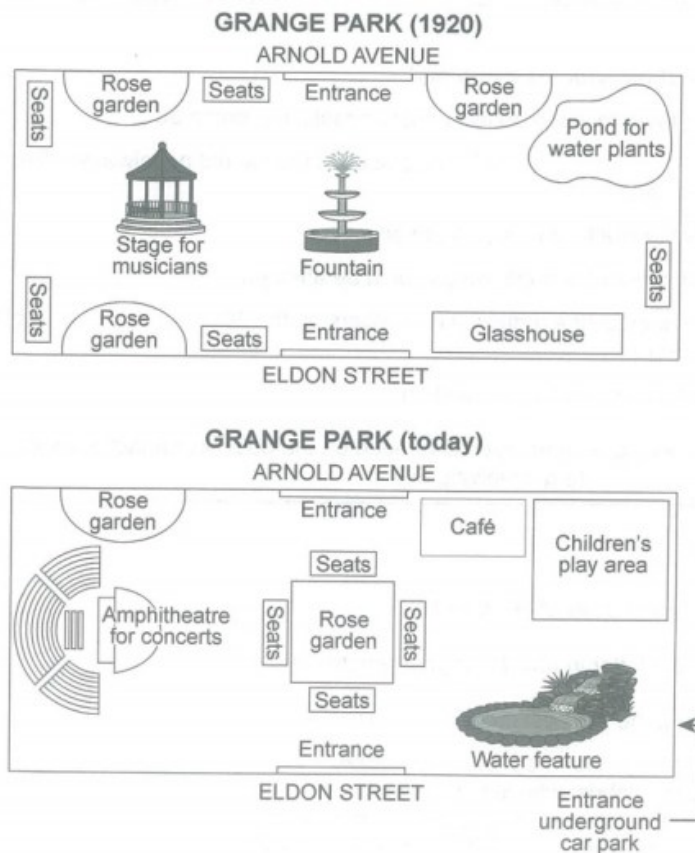 GRANGE PARK (1920)
ARNOLD AVENUE
Rose
garden
Seats
Seats
Entrance
Rose
garden
Pond for
water plants
Stage for
musicians
Fountain
Seats
Seats
Rose
garden
Seats
Entrance
Glasshouse
ELDON STREET
GRANGE PARK (today)
ARNOLD AVENUE
Rose
garden
Entrance
Café
Children's
play area
Seats
Amphitheatre
for concerts
Seats
Rose
garden
Seats
Seats
Entrance
Water feature
ELDON STREET
Entrance
underground
car park